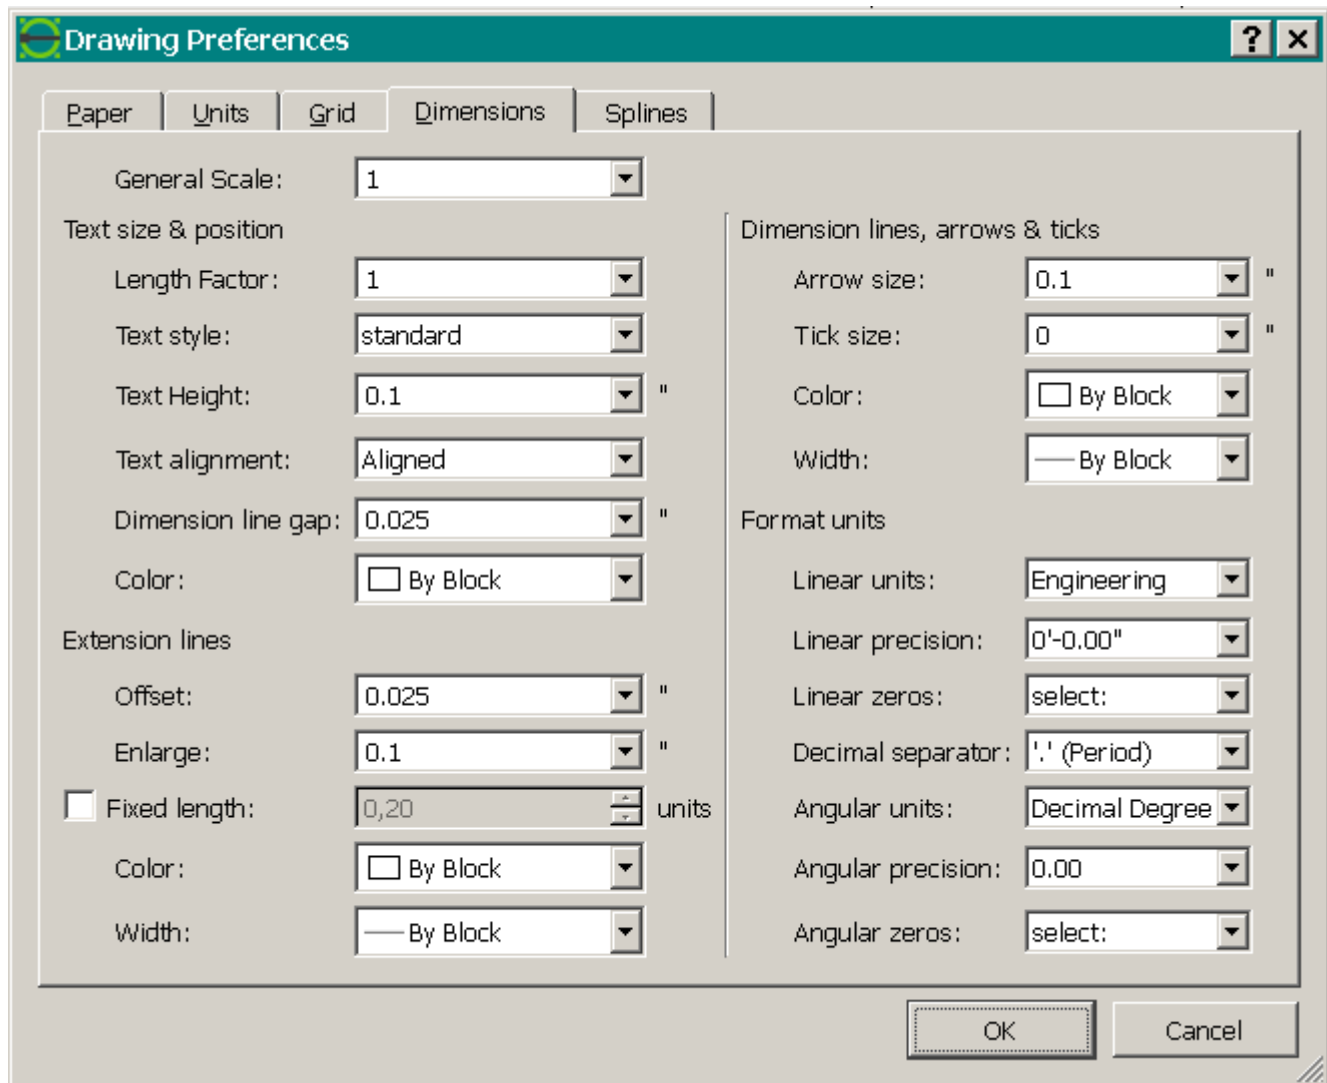 Drawing Preferences
Paper Units Grid Dimensions Splines
General Scale: 1
Text size & position
Length Factor: 1
Text style: standard
Text Height: 0.1 "
Text alignment: Aligned
Dimension line gap: 0.025 "
Color: By Block
Extension lines
Offset: 0.025 "
Enlarge: 0.1 "
Fixed length: 0,20 units
Color: By Block
Width: By Block
Dimension lines, arrows & ticks
Arrow size: 0.1 "
Tick size: 0 "
Color: By Block
Width: By Block
Format units
Linear units: Engineering
Linear precision: 0'-0.00"
Linear zeros: select:
Decimal separator: '.' (Period)
Angular units: Decimal Degree
Angular precision: 0.00
Angular zeros: select:
OK Cancel